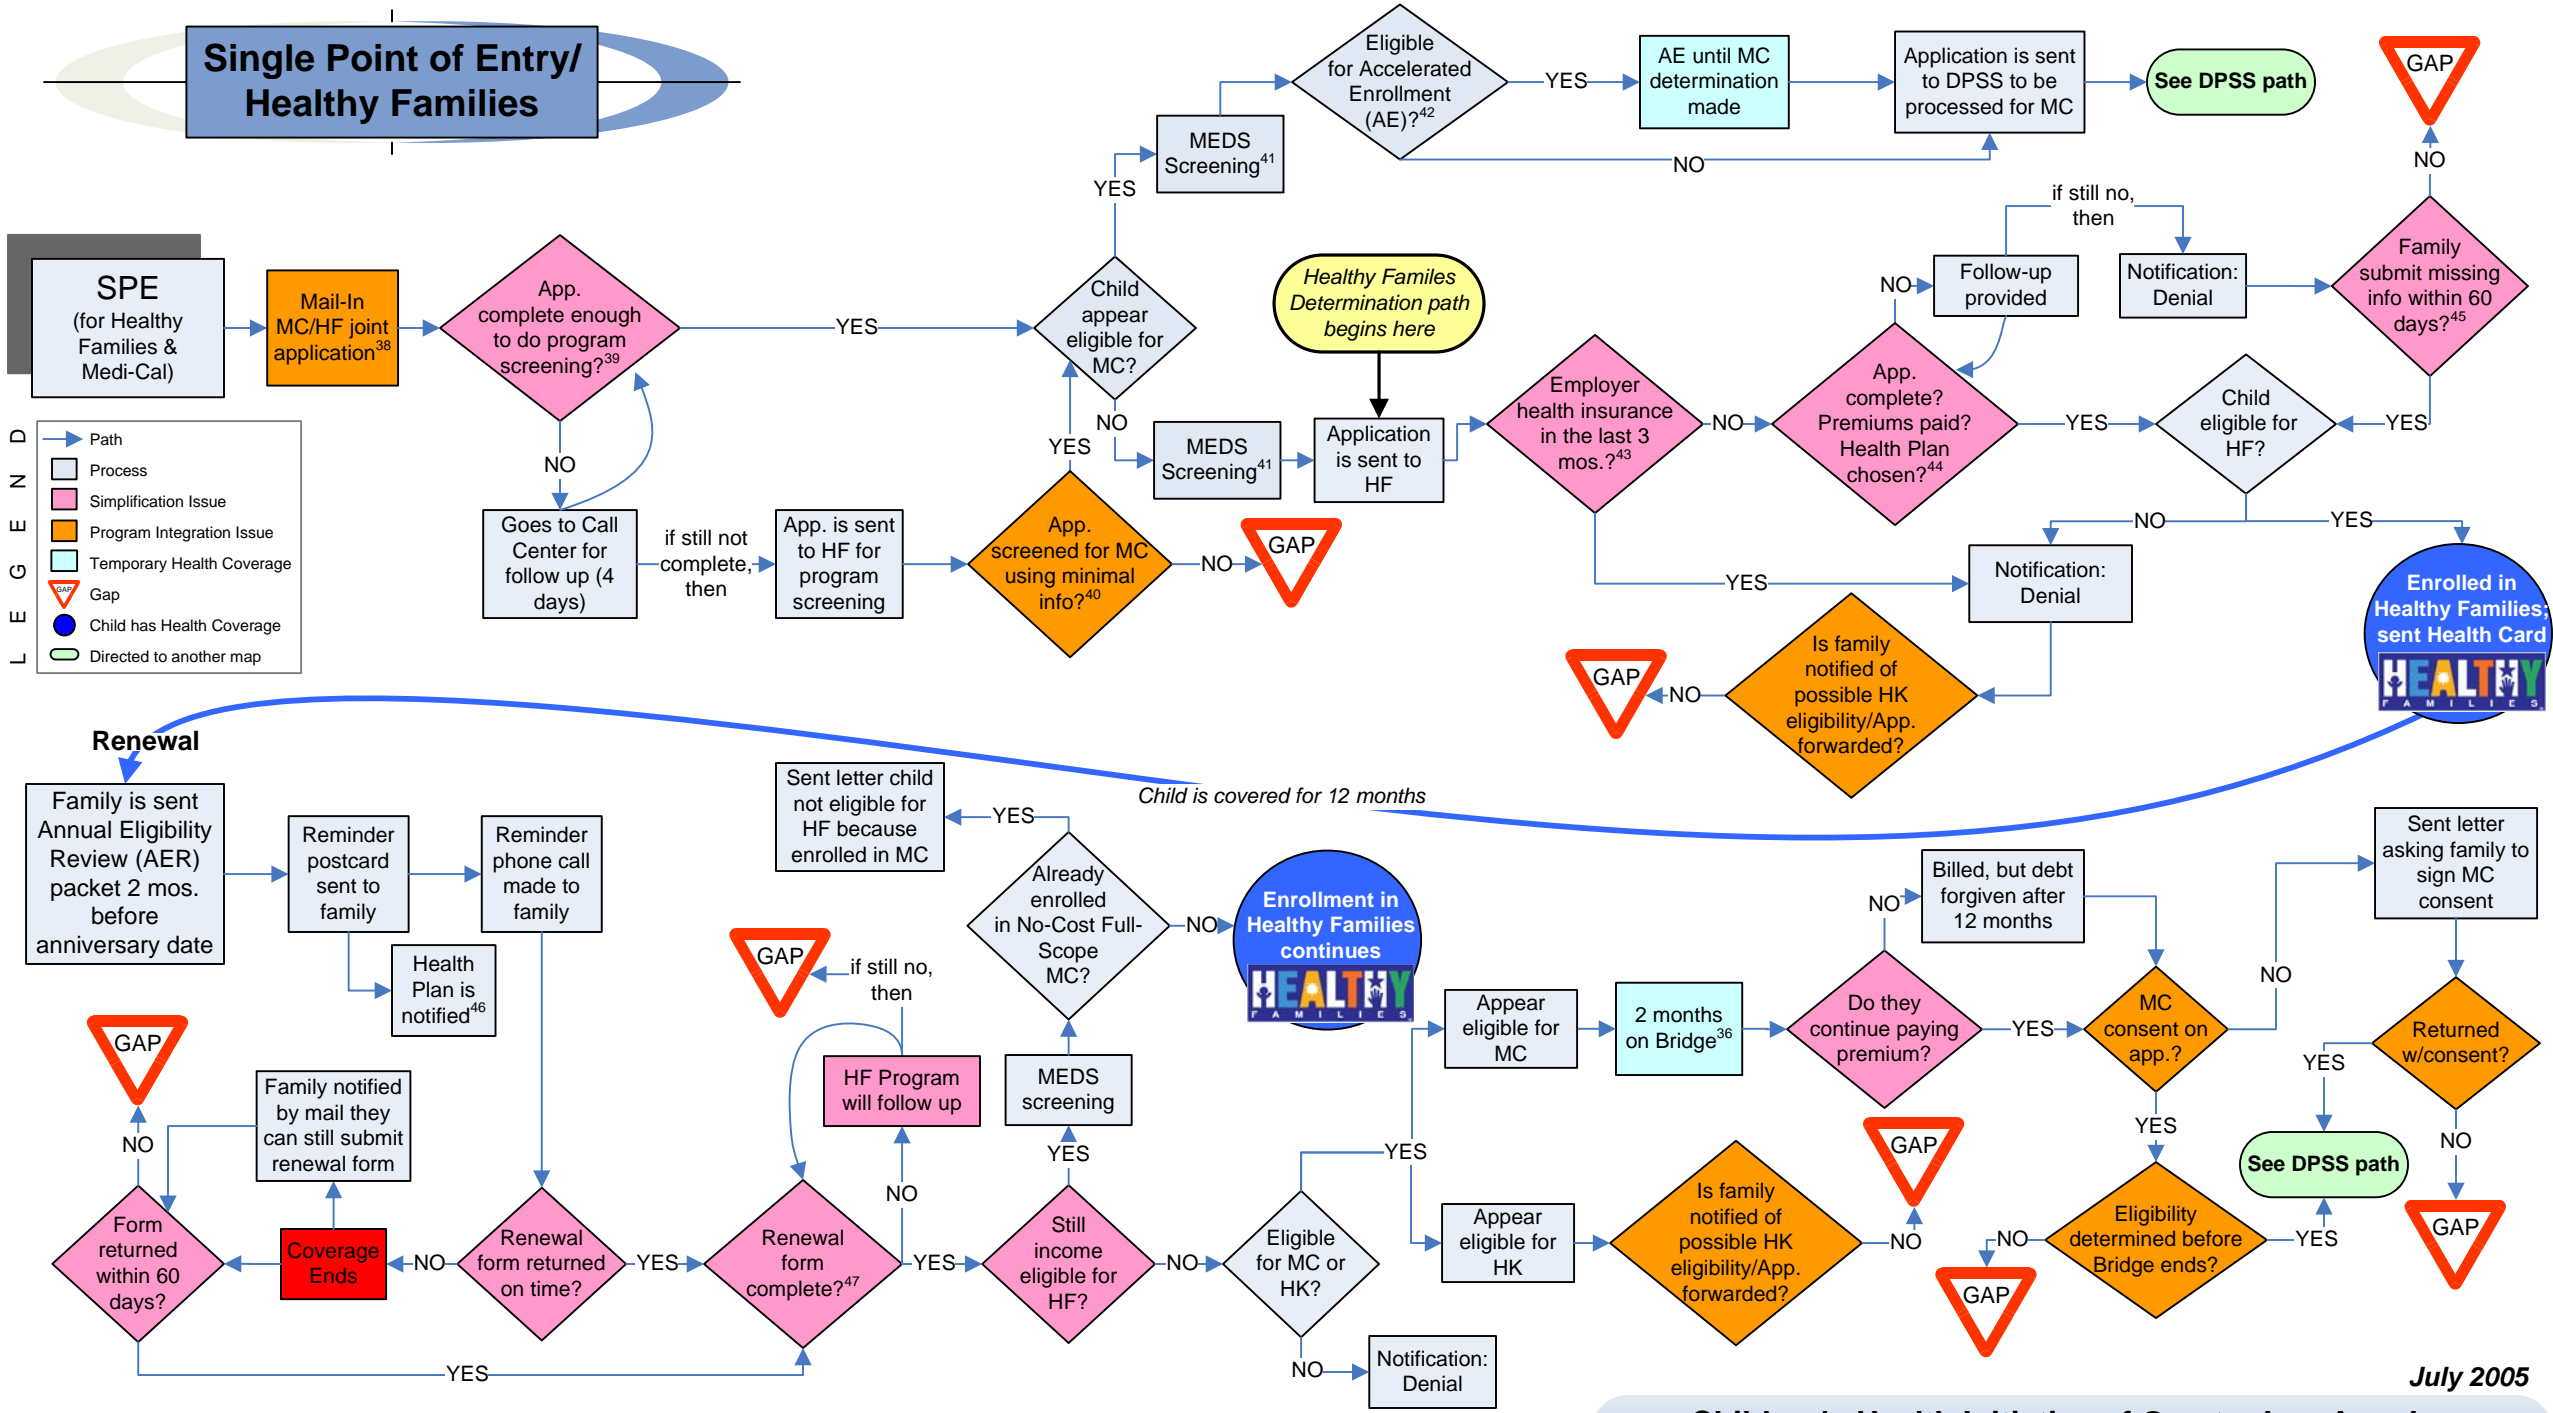 Single Point of Entry/
Healthy Families
SPE
(for Healthy
Families &
Medi-Cal)
Mail-In
MC/HF joint
application38
App.
complete enough
to do program
screening?39
YES
NO
Goes to Call
Center for
follow up (4
days)
if still not
complete,
then
App. is sent
to HF for
program
screening
App.
screened for MC
using minimal
info?40
NO
GAP
YES
Child
appear
eligible for
MC?
YES
MEDS
Screening41
Eligible
for Accelerated
Enrollment
(AE)?42
YES
AE until MC
determination
made
NO
Application is sent
to DPSS to be
processed for MC
See DPSS path
NO
MEDS
Screening41
Healthy Familes
Determination path
begins here
Application
is sent to
HF
Employer
health insurance
in the last 3
mos.?43
NO
YES
App.
complete?
Premiums paid?
Health Plan
chosen?44
NO
Follow-up
provided
if still no,
then
Notification:
Denial
Family
submit missing
info within 60
days?45
NO
GAP
YES
YES
Child
eligible for
HF?
NO
YES
Notification:
Denial
Is family
notified of
possible HK
eligibility/App.
forwarded?
NO
GAP
Enrolled in
Healthy Families;
sent Health Card
HEALTHY
FAMILIES
LEGEND
Path
Process
Simplification Issue
Program Integration Issue
Temporary Health Coverage
GAP
Gap
Child has Health Coverage
Directed to another map
Child is covered for 12 months
Renewal
Family is sent
Annual Eligibility
Review (AER)
packet 2 mos.
before
anniversary date
Reminder
postcard
sent to
family
Health
Plan is
notified46
Reminder
phone call
made to
family
Renewal
form returned
on time?
NO
Coverage
Ends
Family notified
by mail they
can still submit
renewal form
Form
returned
within 60
days?
NO
GAP
YES
YES
Renewal
form
complete?47
NO
HF Program
will follow up
if still no,
then
GAP
YES
Still
income
eligible for
HF?
YES
MEDS
screening
Already
enrolled
in No-Cost Full-
Scope
MC?
YES
Sent letter child
not eligible for
HF because
enrolled in MC
NO
Enrollment in
Healthy Families
continues
HEALTHY
FAMILIES
NO
Eligible
for MC or
HK?
NO
Notification:
Denial
YES
Appear
eligible for
MC
2 months
on Bridge36
Do they
continue paying
premium?
NO
Billed, but debt
forgiven after
12 months
YES
MC
consent on
app.?
NO
Sent letter
asking family to
sign MC
consent
Returned
w/consent?
YES
NO
GAP
See DPSS path
YES
Eligibility
determined before
Bridge ends?
YES
NO
GAP
Appear
eligible for
HK
Is family
notified of
possible HK
eligibility/App.
forwarded?
NO
GAP
July 2005